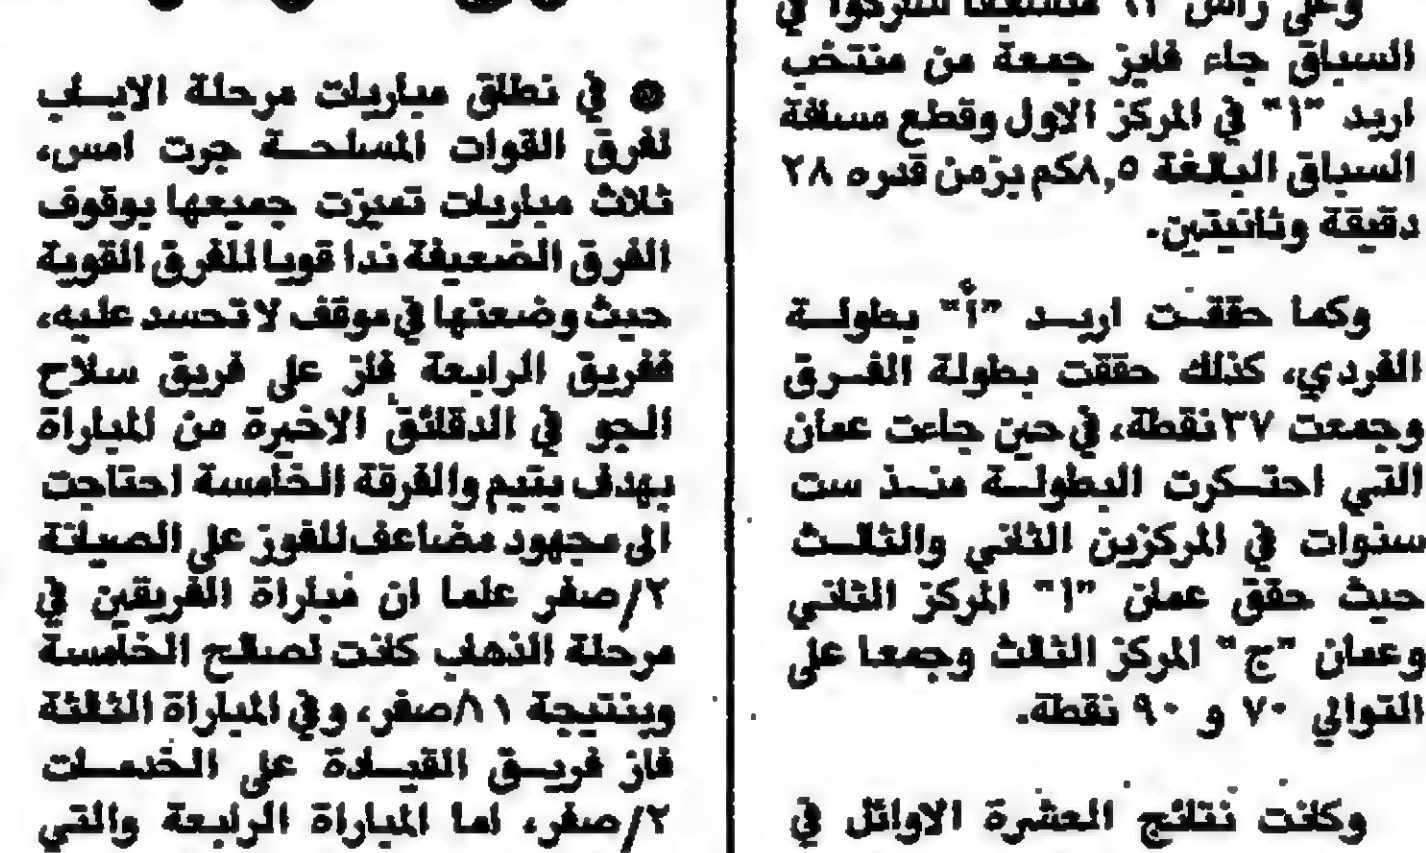 السباق جاء فايز جمعة من منتخب
اربد "أ" في المركز الاول وقطع مسافة
السباق البالغة ٨,٥كم بزمن قدره ٢٨
دقيقة وثانيتين.
وكما حققت اربد "أ" بطولة
الفردي، كذلك حققت بطولة الفرق
وجمعت ٣٧ نقطة، في حين جاءت عمان
التي احتكرت البطولة منذ ست
سنوات في المركزين الثاني والثالث
حيث حقق عمان "أ" المركز الثاني
وعمان "ج" المركز الثالث وجمعا على
التوالي ٧٠ و ٩٠ نقطة.
وكانت نتائج العشرة الاوائل في
في نطاق مباريات مرحلة الاياب
لفرق القوات المسلحة جرت امس،
ثلاث مباريات تميزت جميعها بوقوف
الفرق الضعيفة ندا قويا للفرق القوية
حيث وضعتها في موقف لا تحسد عليه،
ففريق الرابعة فاز على فريق سلاح
الجو في الدقائق الاخيرة من المباراة
بهدف يتيم والفرقة الخامسة احتاجت
الى مجهود مضاعف للفوز على الصيانة
٢/صفر علما ان مباراة الفريقين في
مرحلة الذهاب كانت لصالح الخامسة
وبنتيجة ١١/صفر، وفي المباراة الثالثة
فاز فريق القيادة على الخدمات
٢/صفر، اما المباراة الرابعة والتي